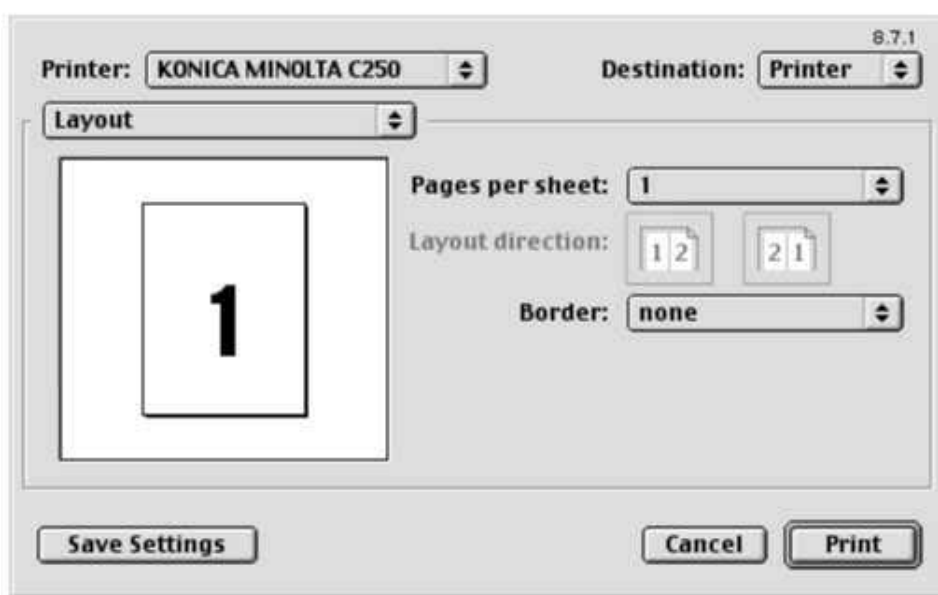 8.7.1
Printer: KONICA MINOLTA C250 Destination: Printer
Layout
Pages per sheet: 1
1
Layout direction: 1 2 2 1
Border: none
Save Settings Cancel Print